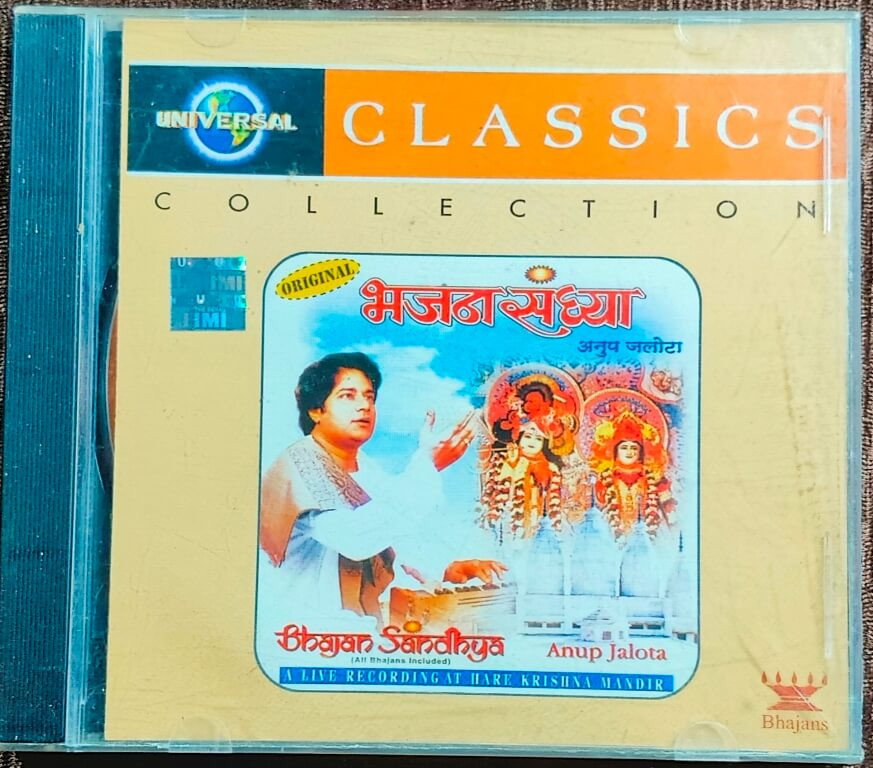 UNIVERSAL
CLASSICS
COLLECTION
ORIGINAL
भजन संध्या
अनुप जलोटा
Bhajan Sandhya
(All Bhajans Included)
Anup Jalota
A LIVE RECORDING AT HARE KRISHNA MANDIR
Bhajans